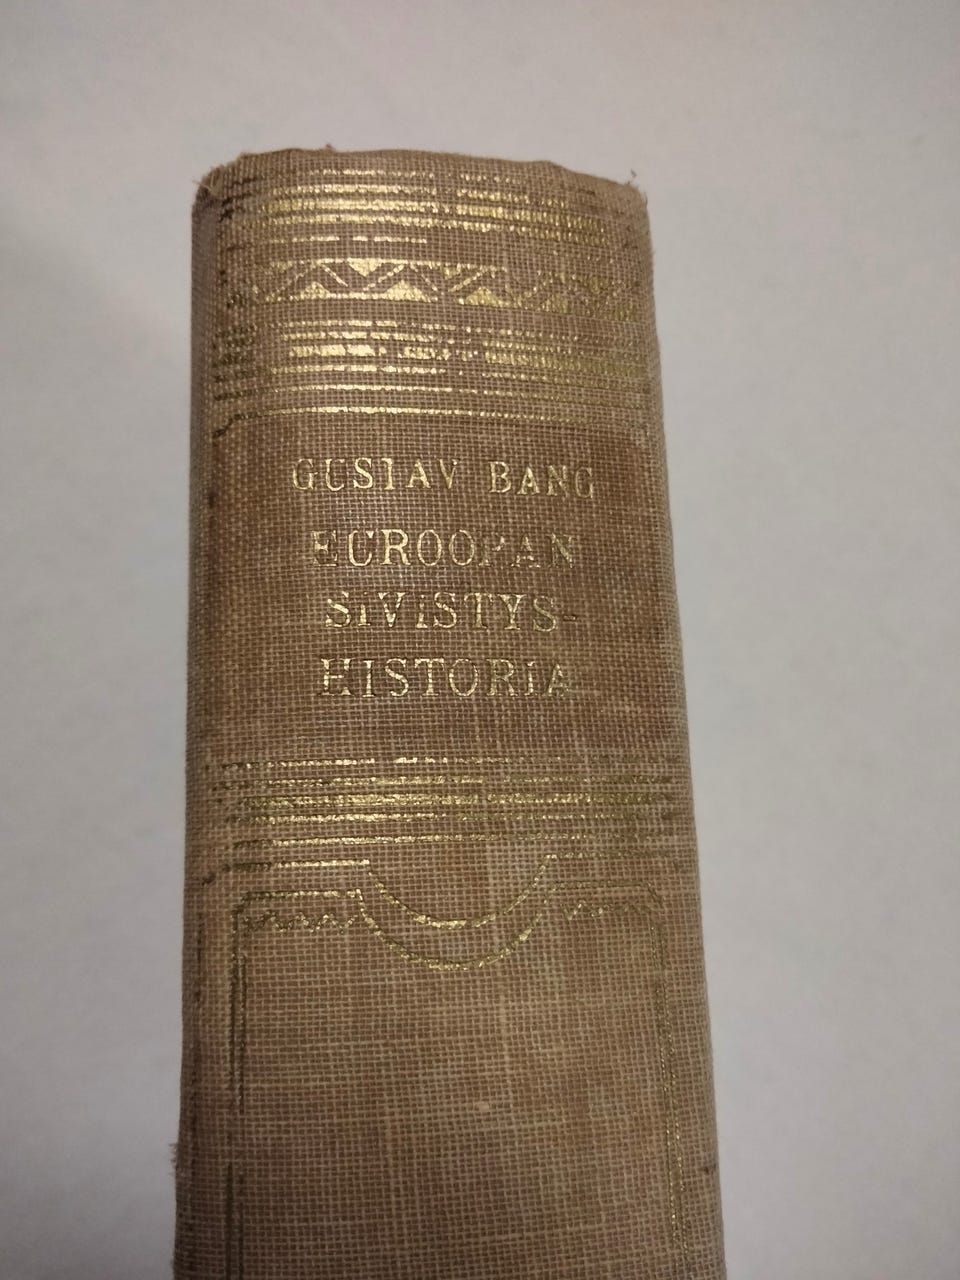 GUSTAV BANG
EUROOPAN
SIVISTYS-
HISTORIA